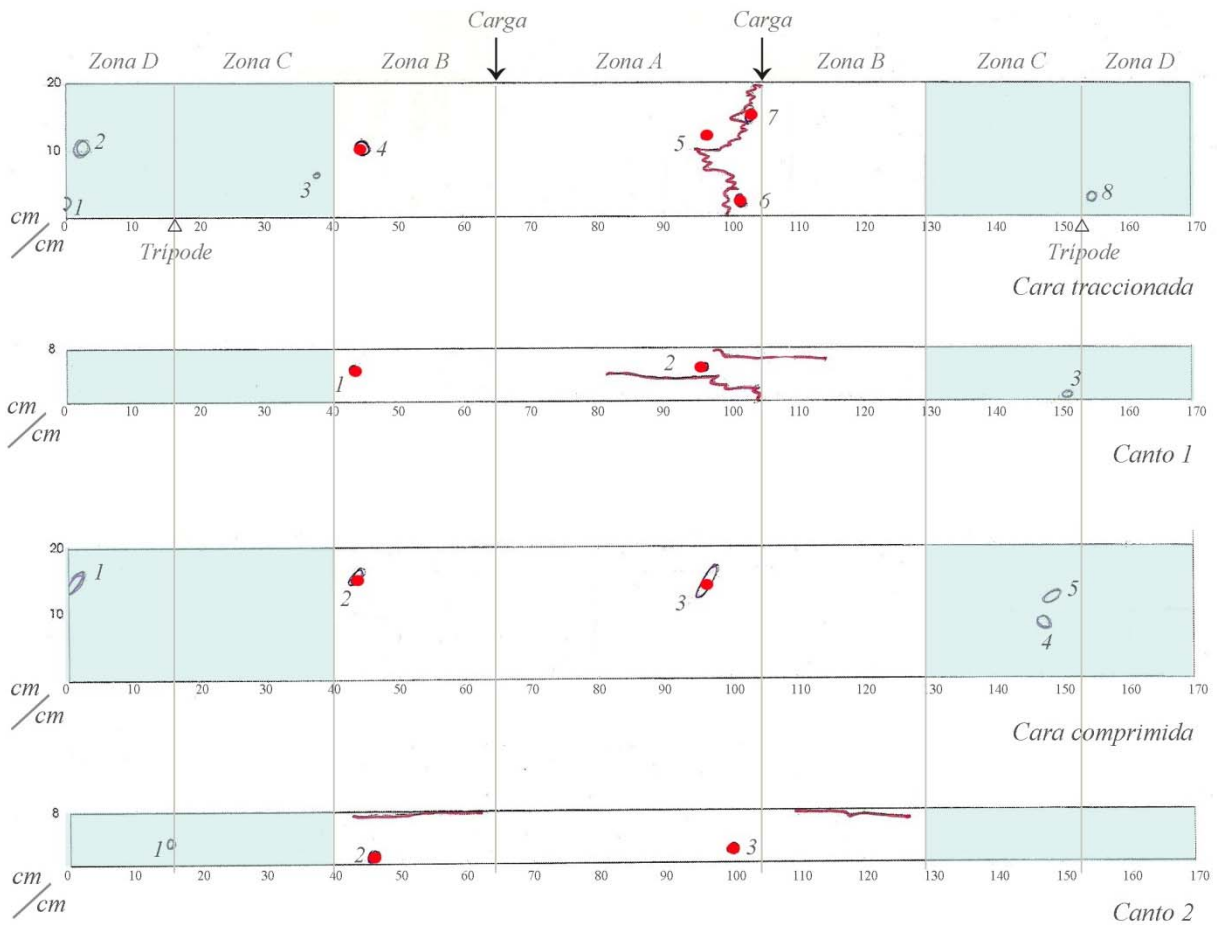 Carga Carga
Zona D Zona C Zona B Zona A Zona B Zona C Zona D
20
2 4 5 7
10
1 3 6 8
cm
/cm
0 10 20 30 40 50 60 70 80 90 100 110 120 130 140 150 160 170
Trípode Trípode
Cara traccionada
8
1 2 3
cm
/cm
0 10 20 30 40 50 60 70 80 90 100 110 120 130 140 150 160 170
Canto 1
20
1 2 3 5
10
4
cm
/cm
0 10 20 30 40 50 60 70 80 90 100 110 120 130 140 150 160 170
Cara comprimida
8
1 2 3
cm
/cm
0 10 20 30 40 50 60 70 80 90 100 110 120 130 140 150 160 170
Canto 2